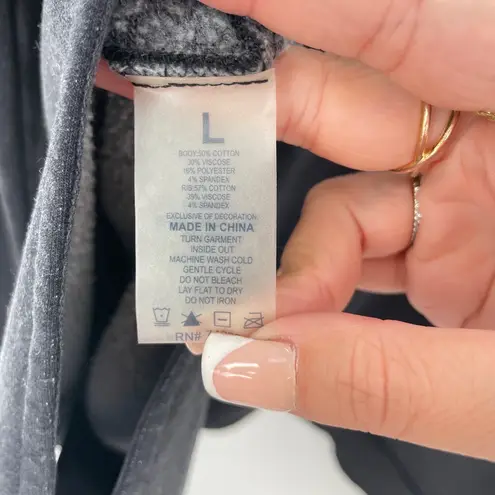 L
BODY:50% COTTON
30% VISCOSE
16% POLYESTER
4% SPANDEX
RIB:57% COTTON
39% VISCOSE
4% SPANDEX
EXCLUSIVE OF DECORATION
MADE IN CHINA
TURN GARMENT
INSIDE OUT
MACHINE WASH COLD
GENTLE CYCLE
DO NOT BLEACH
LAY FLAT TO DRY
DO NOT IRON
RN#